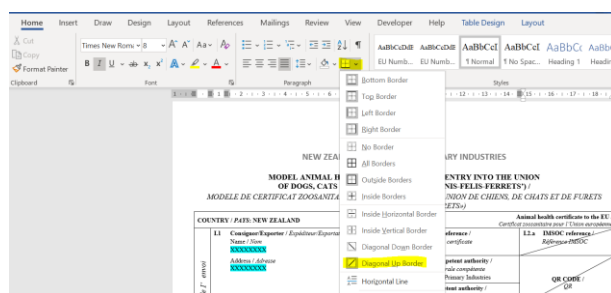 Home Insert Draw Design Layout References Mailings Review View Developer Help Table Design Layout
Cut
Copy
Format Painter
Clipboard
Times New Roma 8
Font
Paragraph
AaBbCcDdE AaBbCcDdE AaBbCcI AaBbCcI AaBbCc
EU Numb... EU Numb... ¶ Normal ¶ No Spac... Heading 1
Styles
Bottom Border
Top Border
Left Border
Right Border
No Border
All Borders
Outside Borders
Inside Borders
Inside Horizontal Border
Inside Vertical Border
Diagonal Down Border
Diagonal Up Border
Horizontal Line
NEW ZEA
ARY INDUSTRIES
MODEL ANIMAL H
ENTRY INTO THE UNION
OF DOGS, CATS
NIS-FELIS-FERRETS') /
MODELE DE CERTIFICAT ZOOSANITA
NION DE CHIENS, DE CHATS ET DE FURETS
COUNTRY / PAYS: NEW ZEALAND
Animal health certificate to the EU
Certificat zoosanitaire pour l'Union européenne
I.1 Consignor/Exporter / Expéditeur/Exportat
Name / Nom
XXXXXXXX
Address / Adresse
XXXXXXXX
eference /
certificate
I.2.a IMSOC reference /
Référence IMSOC
mpetent authority /
rale compétente
Primary Industries
tent authority /
QR CODE /
QR